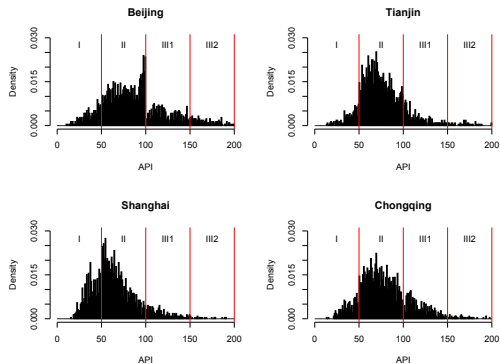 Beijing
Density
0.000 0.015 0.030
I II III1 III2
0 50 100 150 200
API
Tianjin
Density
0.000 0.015 0.030
I II III1 III2
0 50 100 150 200
API
Shanghai
Density
0.000 0.015 0.030
I II III1 III2
0 50 100 150 200
API
Chongqing
Density
0.000 0.015 0.030
I II III1 III2
0 50 100 150 200
API